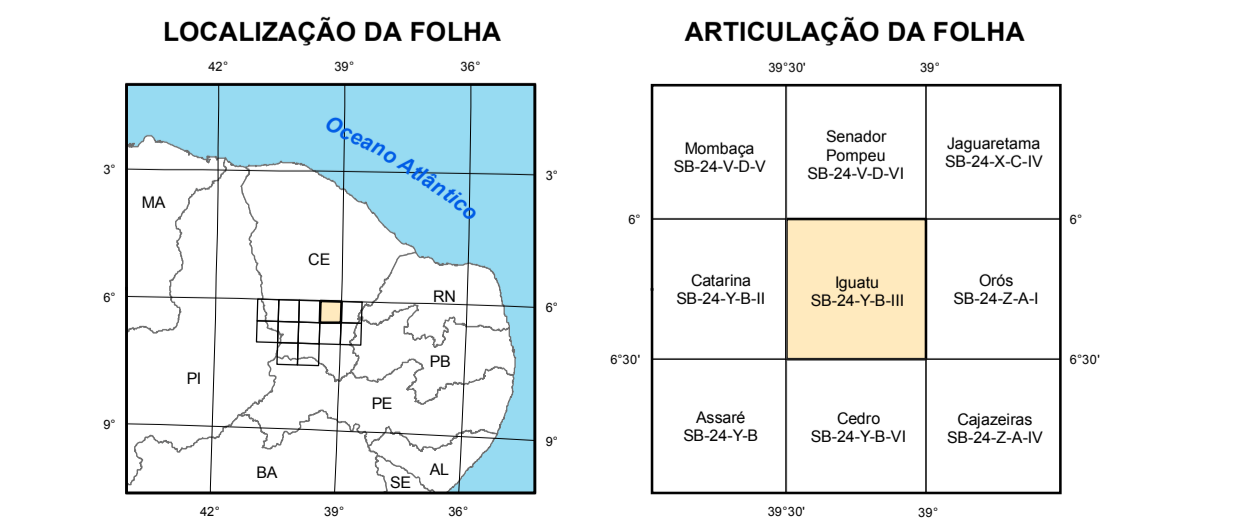 LOCALIZAÇÃO DA FOLHA
42°
39°
36°
Oceano Atlântico
3°
3°
MA
CE
6°
RN
6°
PB
PI
PE
9°
9°
BA
AL
SE
42°
39°
36°
ARTICULAÇÃO DA FOLHA
39°30'
39°
Mombaça
SB-24-V-D-V
Senador
Pompeu
SB-24-V-D-VI
Jaguaretama
SB-24-X-C-IV
6°
6°
Catarina
SB-24-Y-B-II
Iguatu
SB-24-Y-B-III
Orós
SB-24-Z-A-I
6°30'
6°30'
Assaré
SB-24-Y-B
Cedro
SB-24-Y-B-VI
Cajazeiras
SB-24-Z-A-IV
39°30'
39°